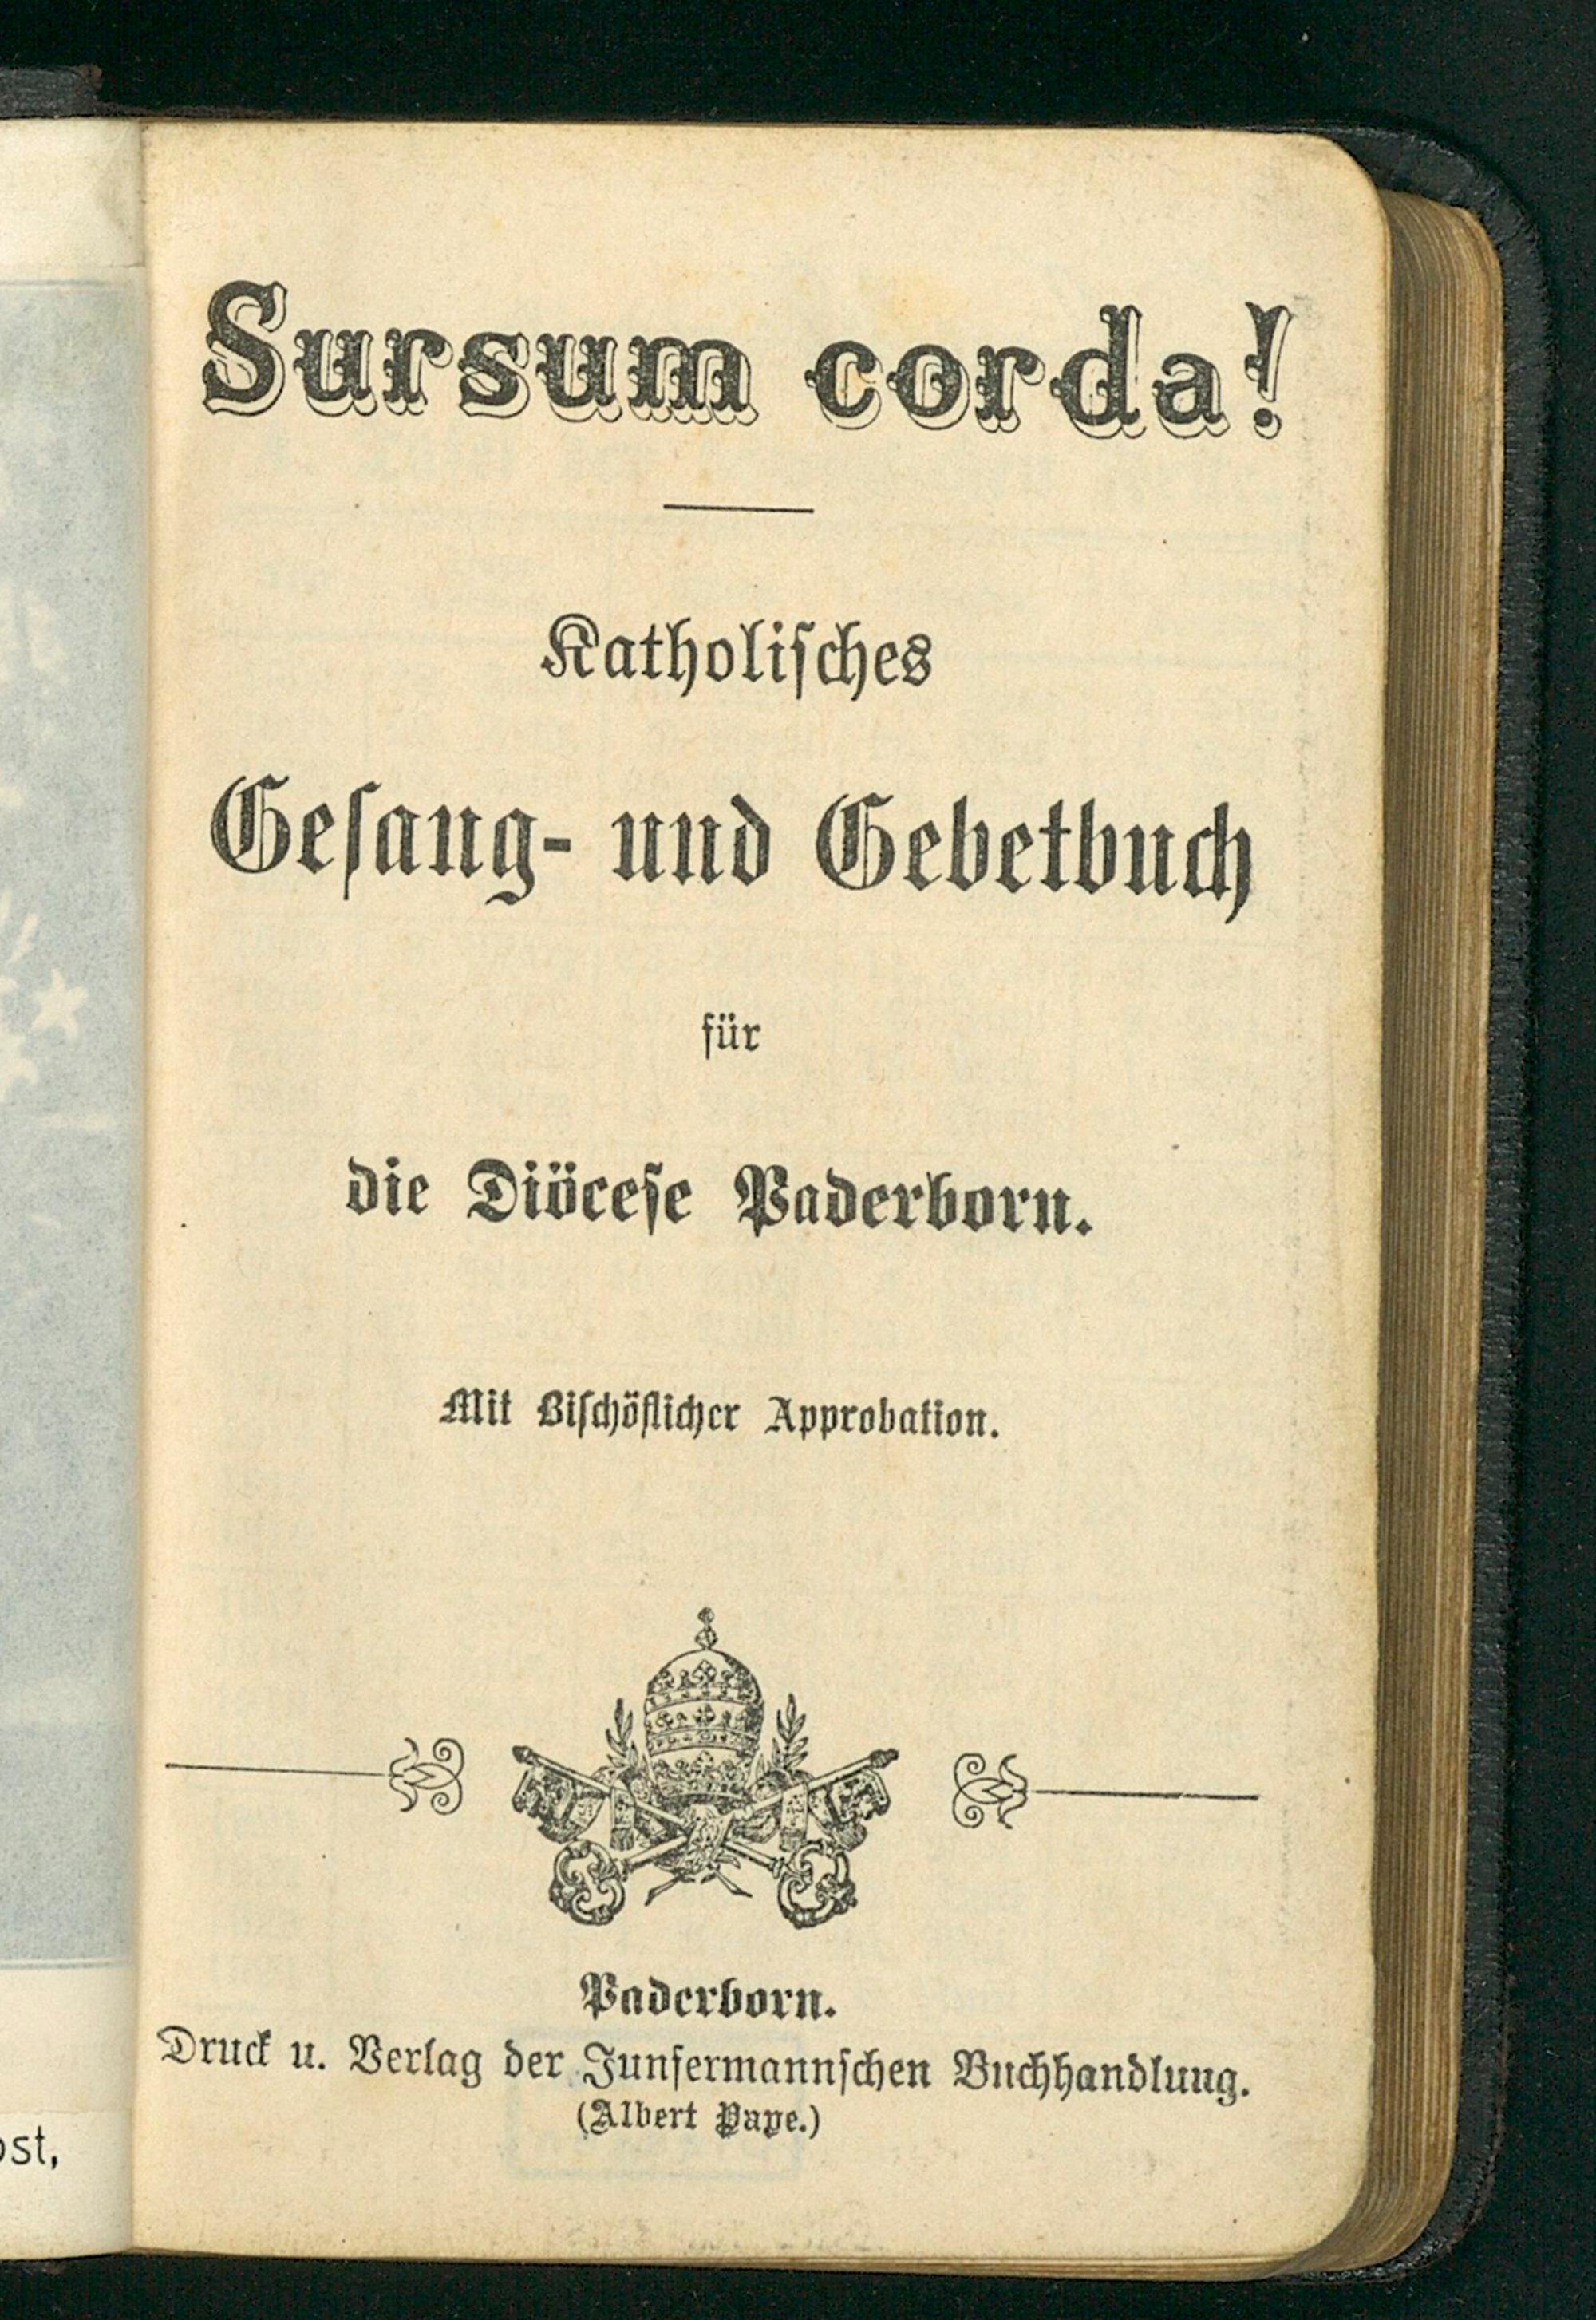 Sursum corda!
Katholisches
Gesang- und Gebetbuch
für
die Diöcese Paderborn.
Mit Bischöflicher Approbation.
Paderborn.
Druck u. Verlag der Junfermannschen Buchhandlung.
(Albert Pape.)
ost,